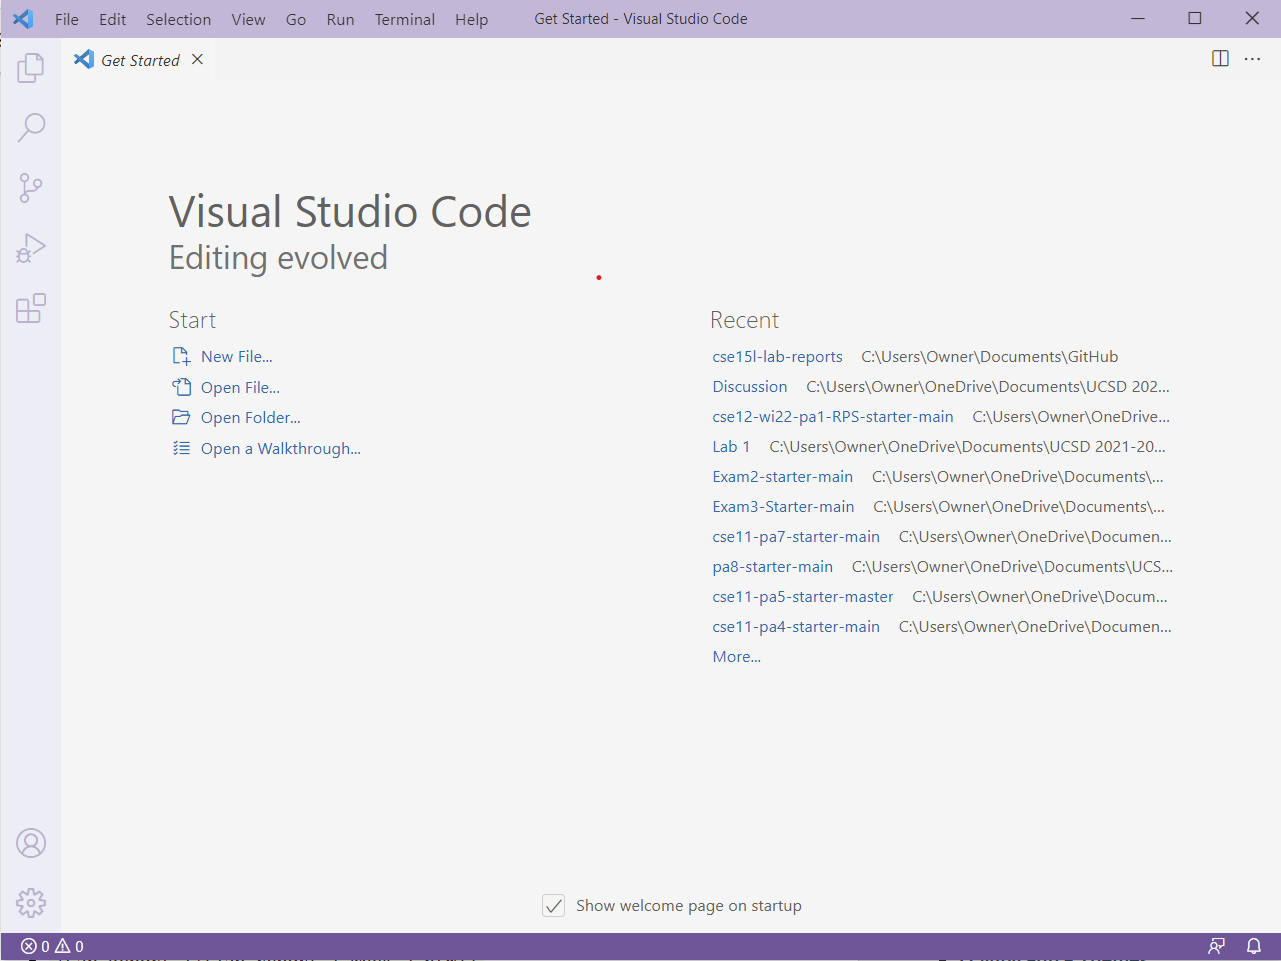 File Edit Selection View Go Run Terminal Help Get Started - Visual Studio Code
Get Started
Visual Studio Code
Editing evolved
Start
New File...
Open File...
Open Folder...
Open a Walkthrough...
Recent
cse15l-lab-reports C:\Users\Owner\Documents\GitHub
Discussion C:\Users\Owner\OneDrive\Documents\UCSD 202...
cse12-wi22-pa1-RPS-starter-main C:\Users\Owner\OneDrive...
Lab 1 C:\Users\Owner\OneDrive\Documents\UCSD 2021-20...
Exam2-starter-main C:\Users\Owner\OneDrive\Documents\...
Exam3-Starter-main C:\Users\Owner\OneDrive\Documents\...
cse11-pa7-starter-main C:\Users\Owner\OneDrive\Documen...
pa8-starter-main C:\Users\Owner\OneDrive\Documents\UCS...
cse11-pa5-starter-master C:\Users\Owner\OneDrive\Docum...
cse11-pa4-starter-main C:\Users\Owner\OneDrive\Documen...
More...
Show welcome page on startup
0 0